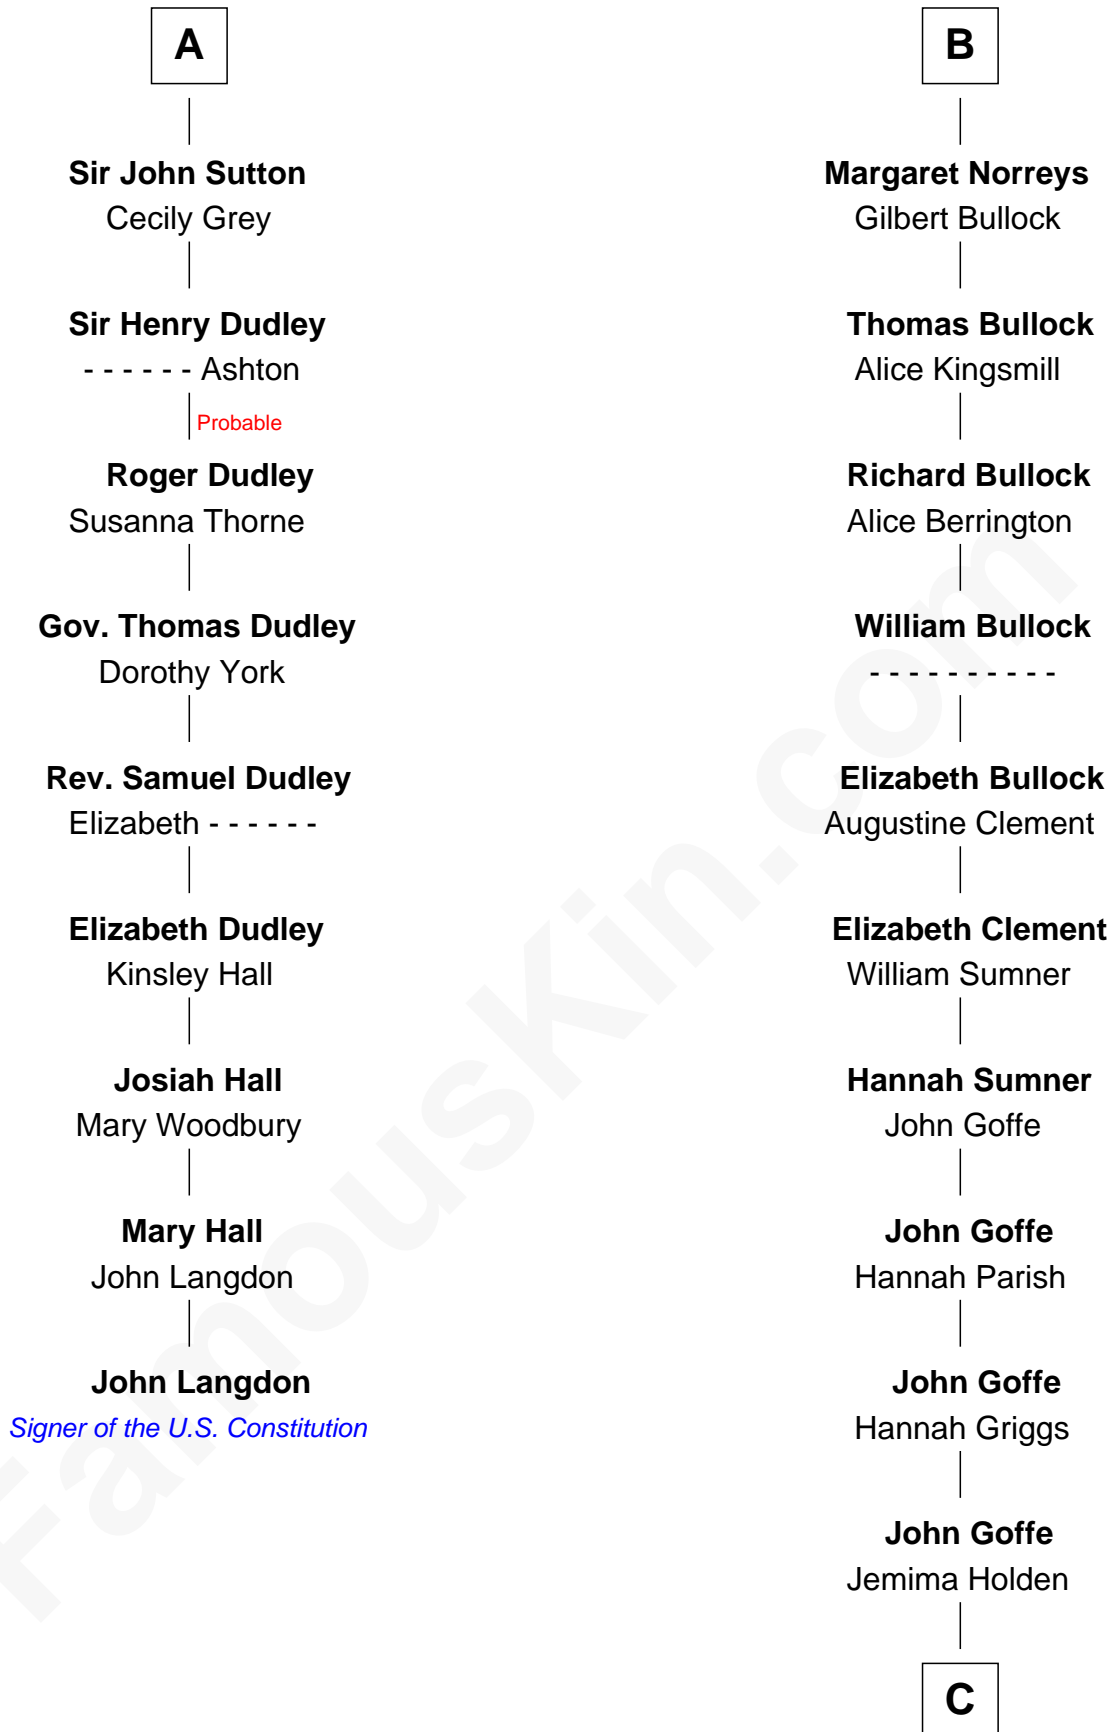 A
Sir John Sutton
Cecily Grey
Sir Henry Dudley
- - - - - - Ashton
Probable
Roger Dudley
Susanna Thorne
Gov. Thomas Dudley
Dorothy York
Rev. Samuel Dudley
Elizabeth - - - - - -
Elizabeth Dudley
Kinsley Hall
Josiah Hall
Mary Woodbury
Mary Hall
John Langdon
John Langdon
Signer of the U.S. Constitution
B
Margaret Norreys
Gilbert Bullock
Thomas Bullock
Alice Kingsmill
Richard Bullock
Alice Berrington
William Bullock
- - - - - - - - - -
Elizabeth Bullock
Augustine Clement
Elizabeth Clement
William Sumner
Hannah Sumner
John Goffe
John Goffe
Hannah Parish
John Goffe
Hannah Griggs
John Goffe
Jemima Holden
C
FamousKin.com